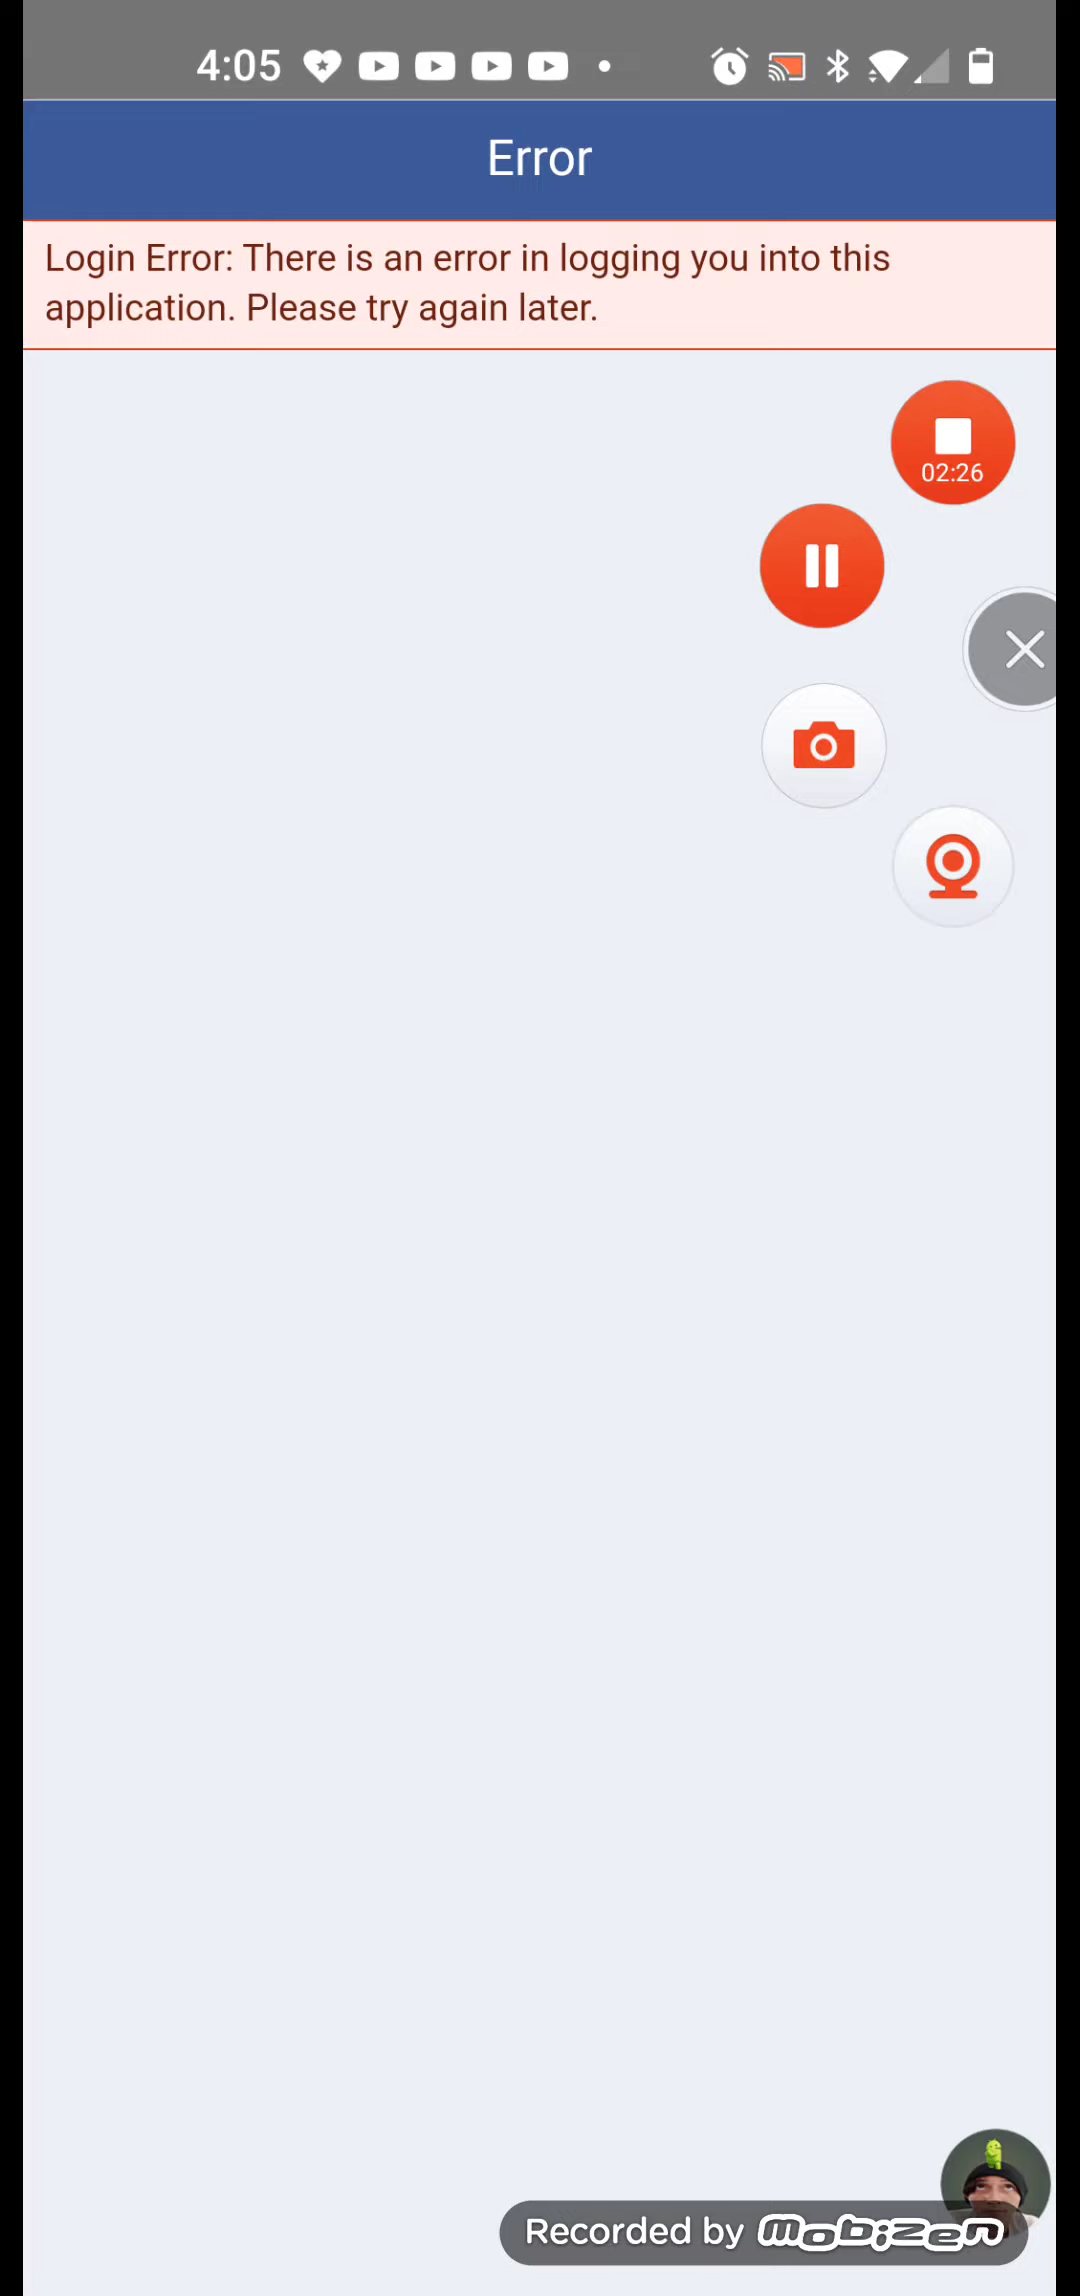 4:05
Error
Login Error: There is an error in logging you into this
application. Please try again later.
02:26
Recorded by mobizen